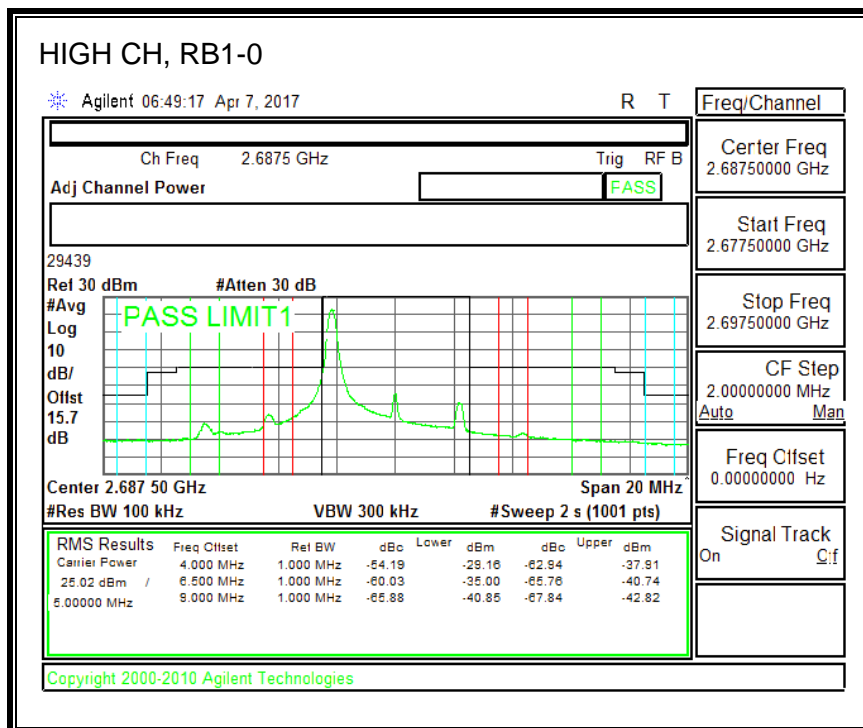 HIGH CH, RB1-0
Agilent 06:49:17 Apr 7, 2017 R T
Freq/Channel
Ch Freq 2.6875 GHz Trig RF B
Adj Channel Power PASS
Center Freq
2.68750000 GHz
Start Freq
2.67750000 GHz
Stop Freq
2.69750000 GHz
CF Step
2.00000000 MHz
Auto Man
Freq Offset
0.00000000 Hz
Signal Track
On Off
29439
Ref 30 dBm #Atten 30 dB
#Avg
Log
10
dB/
Offst
15.7
dB
PASS LIMIT1
Center 2.687 50 GHz Span 20 MHz
#Res BW 100 kHz VBW 300 kHz #Sweep 2 s (1001 pts)
RMS Results Freq Offset Ref BW dBc Lower dBm dBc Upper dBm
Carrier Power 4.000 MHz 1.000 MHz -54.19 -29.16 -62.94 -37.91
25.02 dBm / 6.500 MHz 1.000 MHz -60.03 -35.00 -65.76 -40.74
5.00000 MHz 9.000 MHz 1.000 MHz -65.88 -40.85 -67.84 -42.82
Copyright 2000-2010 Agilent Technologies